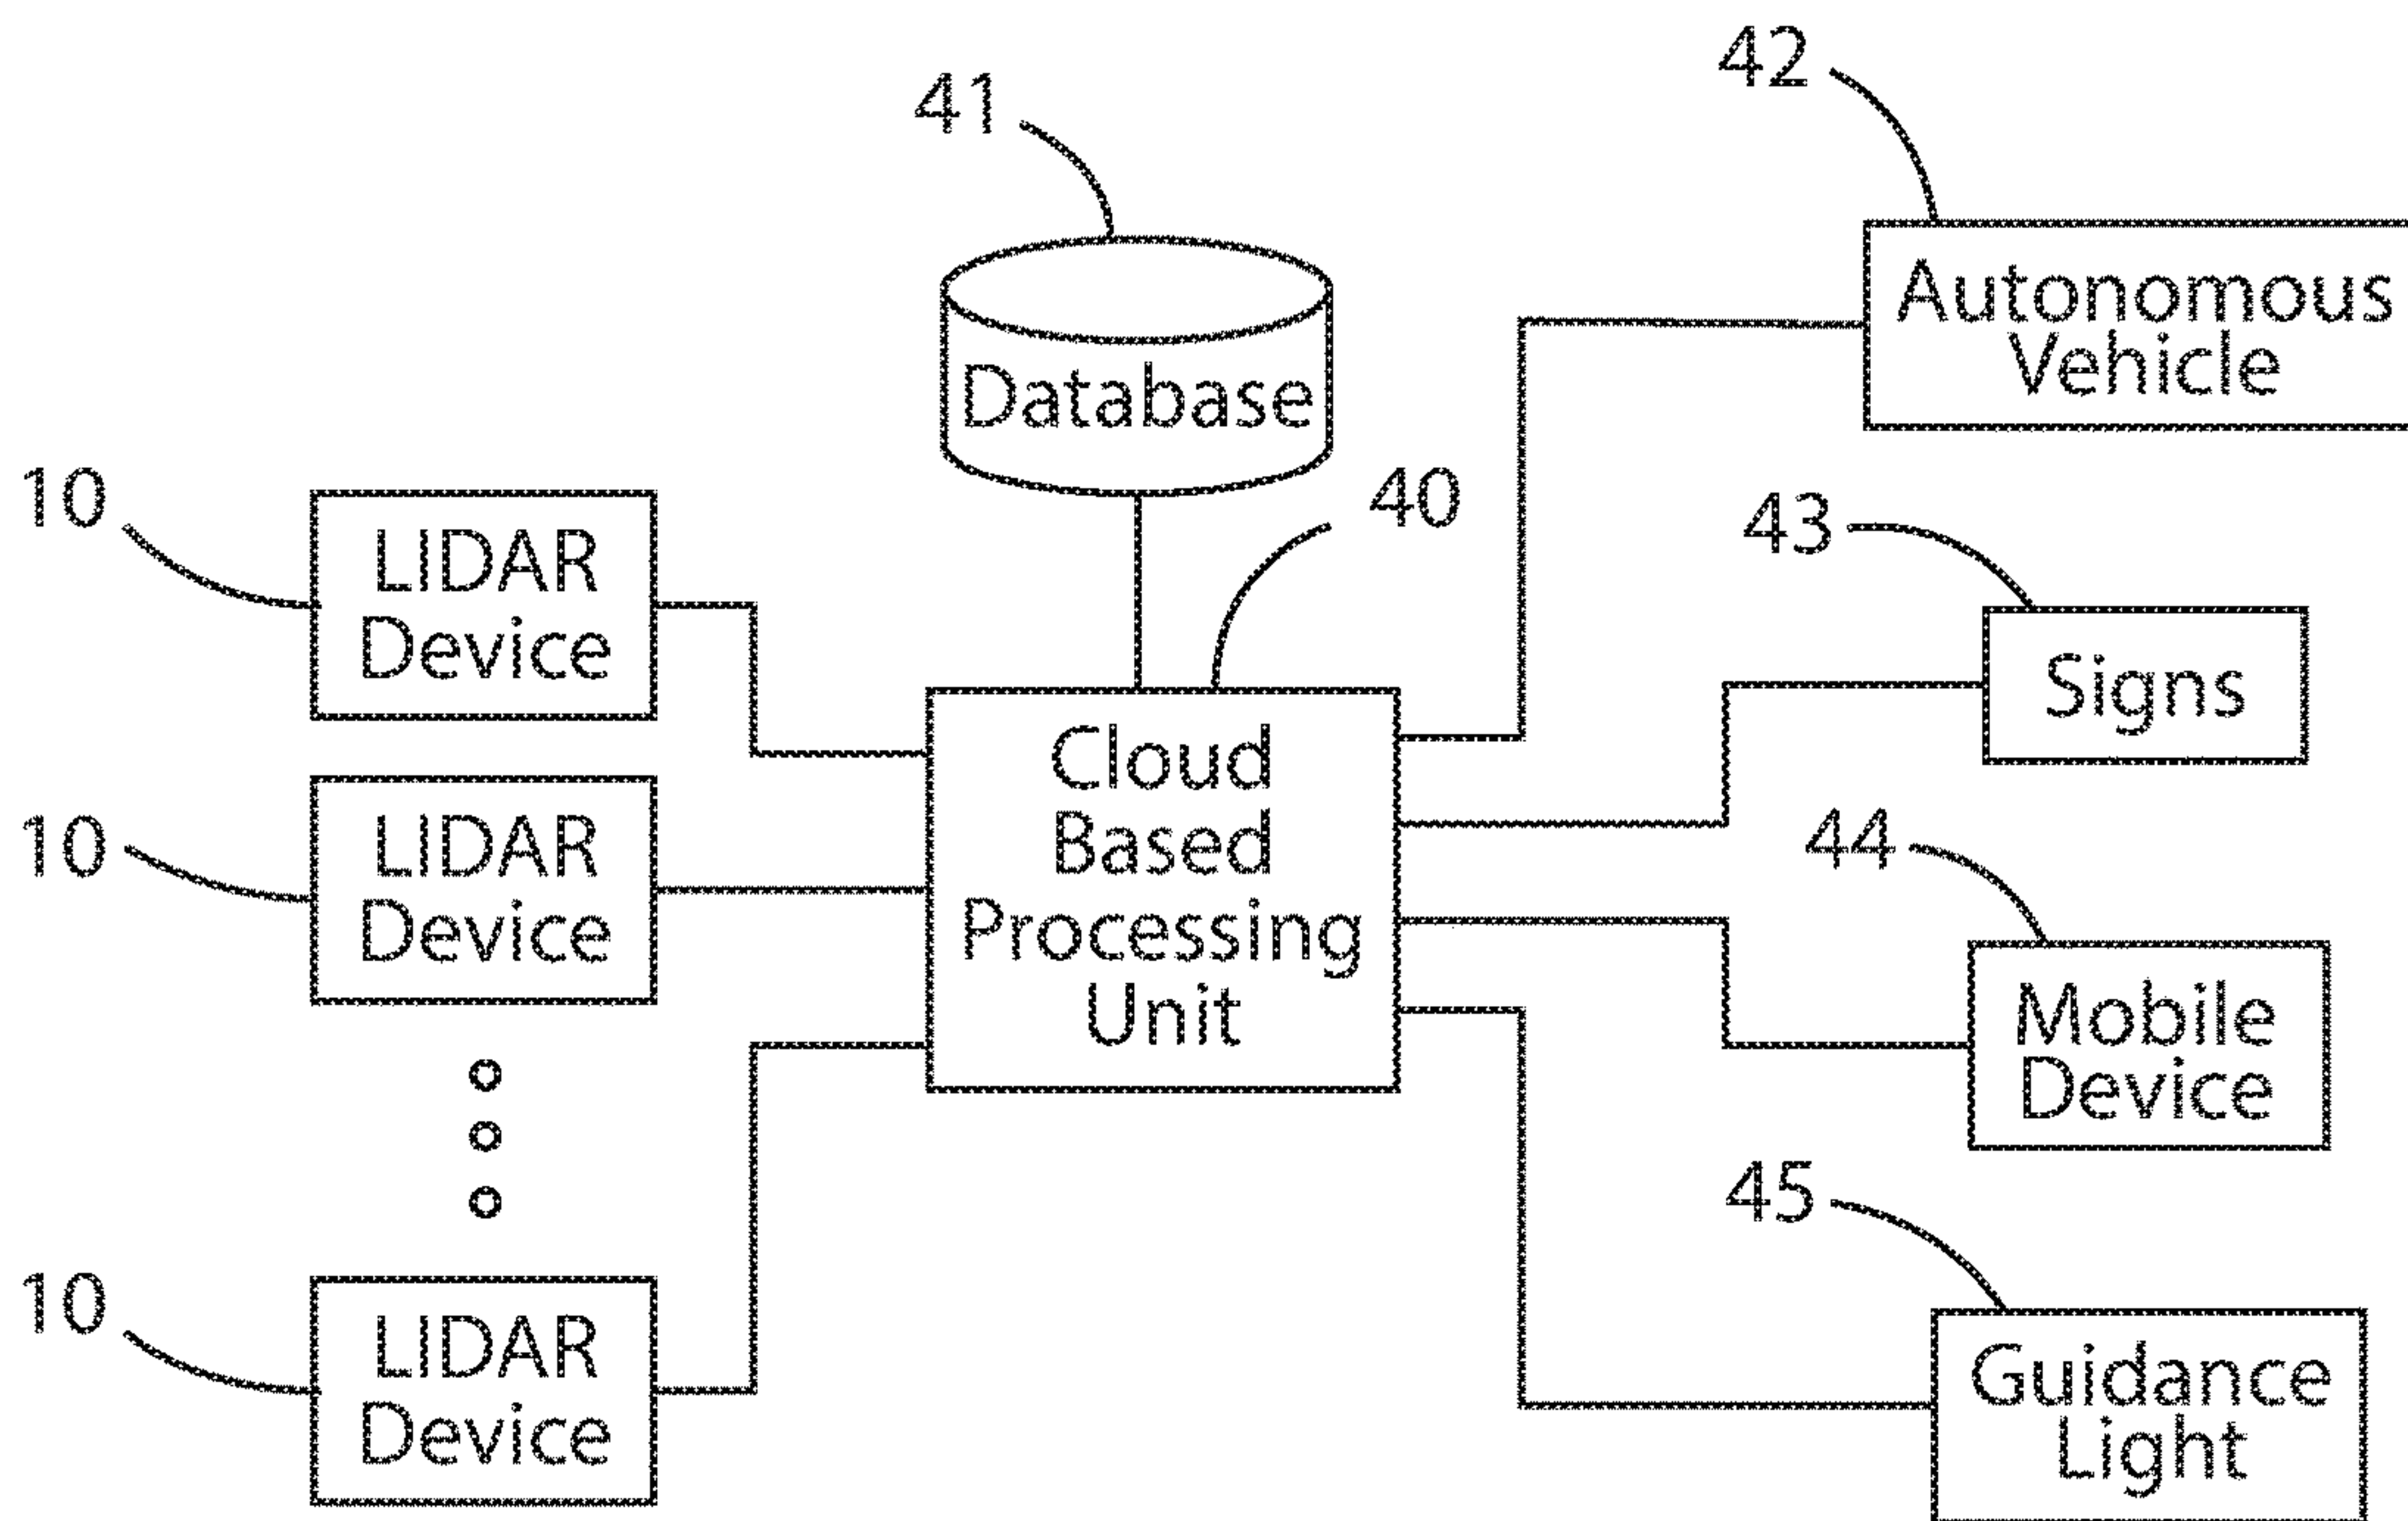 42
41
Autonomous
Vehicle
Database
10
LIDAR
Device
40
43
Signs
Cloud
Based
Processing
Unit
10
LIDAR
Device
44
Mobile
Device
45
10
LIDAR
Device
Guidance
Light